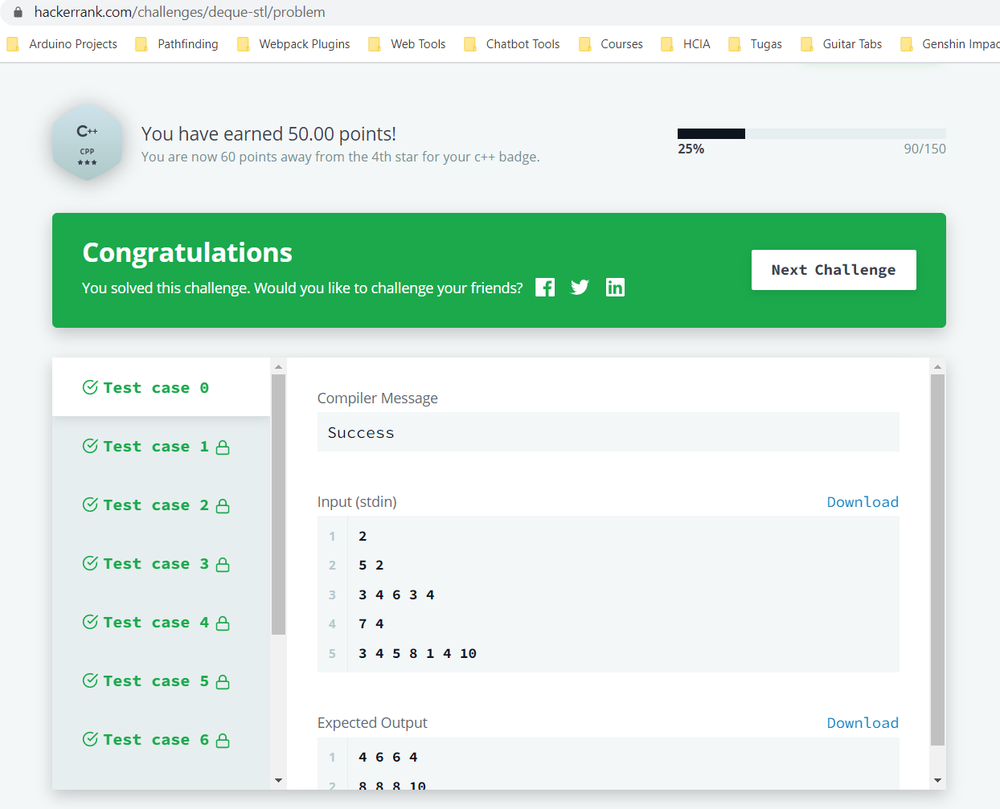 hackerrank.com/challenges/deque-stl/problem
Arduino Projects Pathfinding Webpack Plugins Web Tools Chatbot Tools Courses HCIA Tugas Guitar Tabs Genshin Impac
C++
CPP
★★★
You have earned 50.00 points!
You are now 60 points away from the 4th star for your c++ badge.
25% 90/150
Congratulations
You solved this challenge. Would you like to challenge your friends?
Next Challenge
Test case 0
Test case 1
Test case 2
Test case 3
Test case 4
Test case 5
Test case 6
Compiler Message
Success
Input (stdin) Download
1 2
2 5 2
3 3 4 6 3 4
4 7 4
5 3 4 5 8 1 4 10
Expected Output Download
1 4 6 6 4
2 8 8 8 10